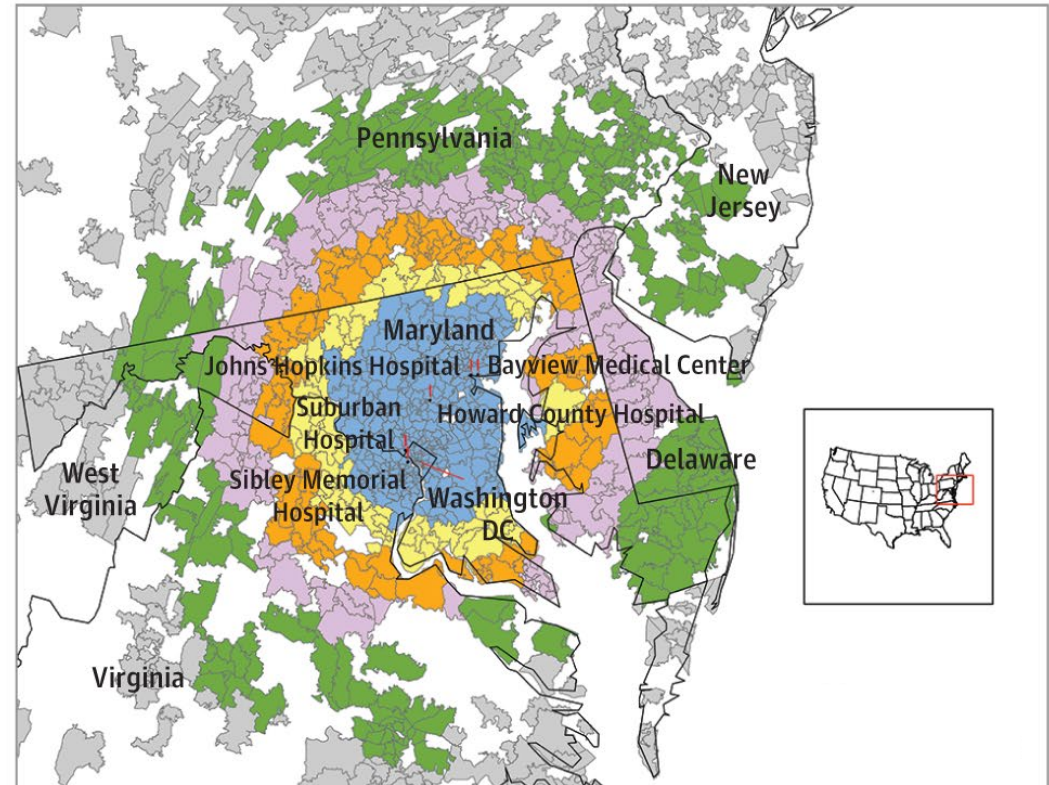 Pennsylvania
New
Jersey
Maryland
Johns Hopkins Hospital
Bayview Medical Center
Suburban
Hospital
Howard County Hospital
West
Virginia
Sibley Memorial
Hospital
Washington
DC
Delaware
Virginia